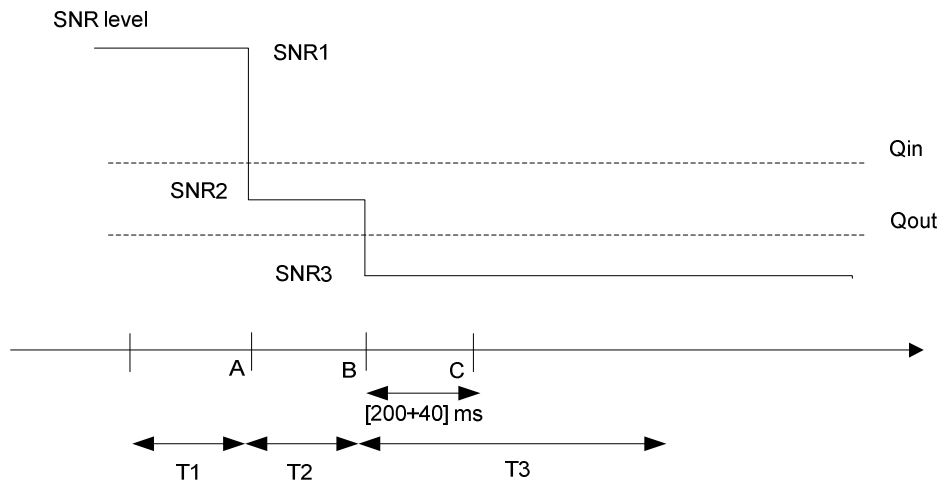 SNR level
SNR1
Qin
SNR2
Qout
SNR3
A
B
C
[200+40] ms
T1
T2
T3